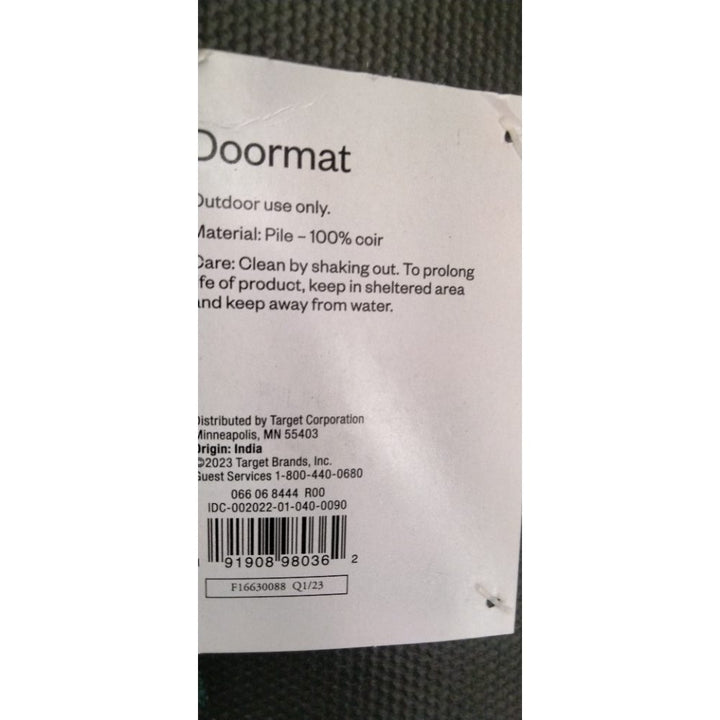 Doormat
Outdoor use only.
Material: Pile – 100% coir
Care: Clean by shaking out. To prolong
life of product, keep in sheltered area
and keep away from water.
Distributed by Target Corporation
Minneapolis, MN 55403
Origin: India
©2023 Target Brands, Inc.
Guest Services 1-800-440-0680
066 06 8444 R00
IDC-002022-01-040-0090
91908 98036 2
F16630088 Q1/23